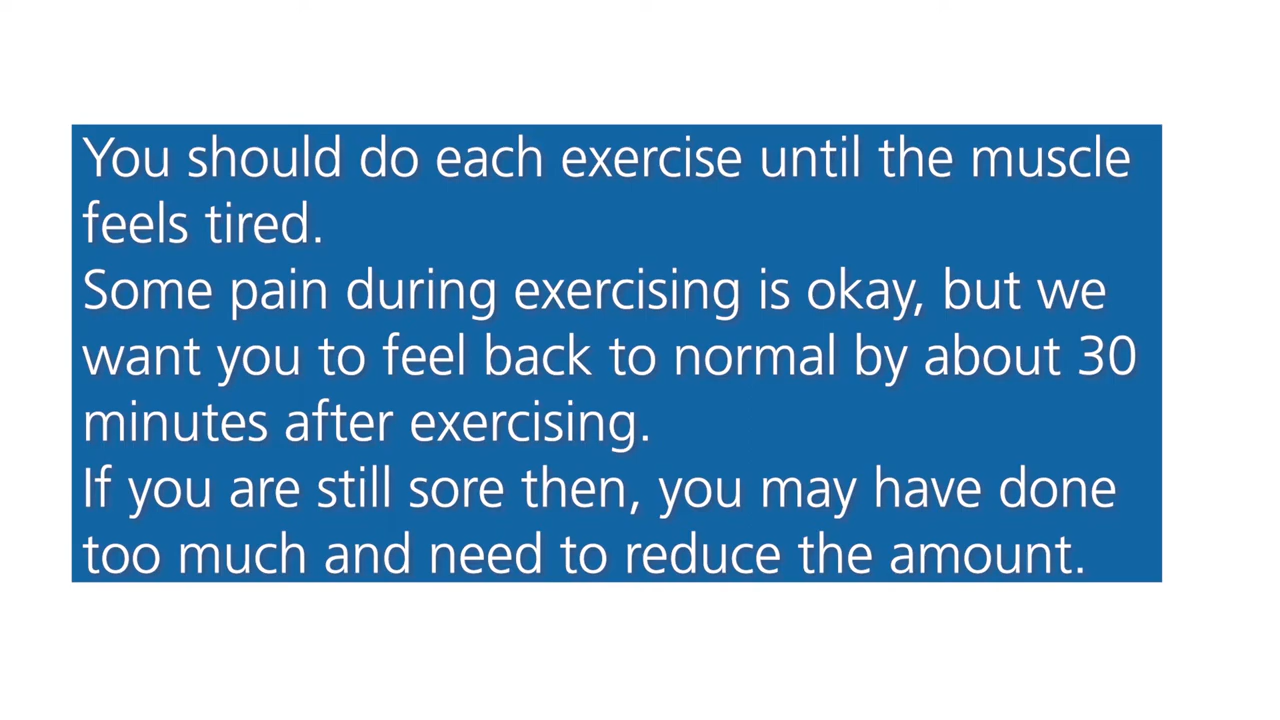 You should do each exercise until the muscle
feels tired.
Some pain during exercising is okay, but we
want you to feel back to normal by about 30
minutes after exercising.
If you are still sore then, you may have done
too much and need to reduce the amount.